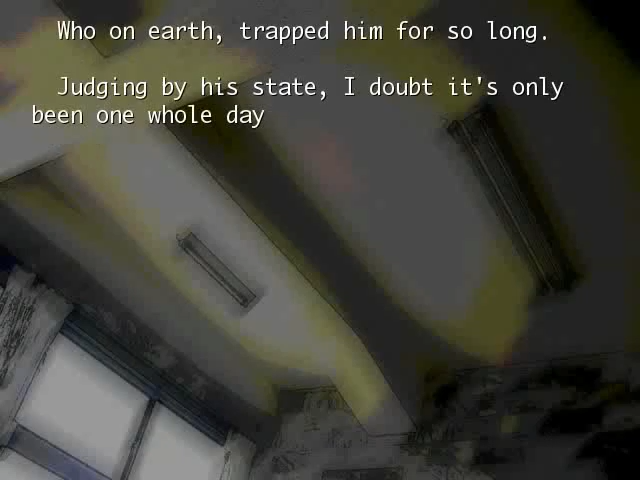 Who on earth, trapped him for so long.
Judging by his state, I doubt it's only
been one whole day